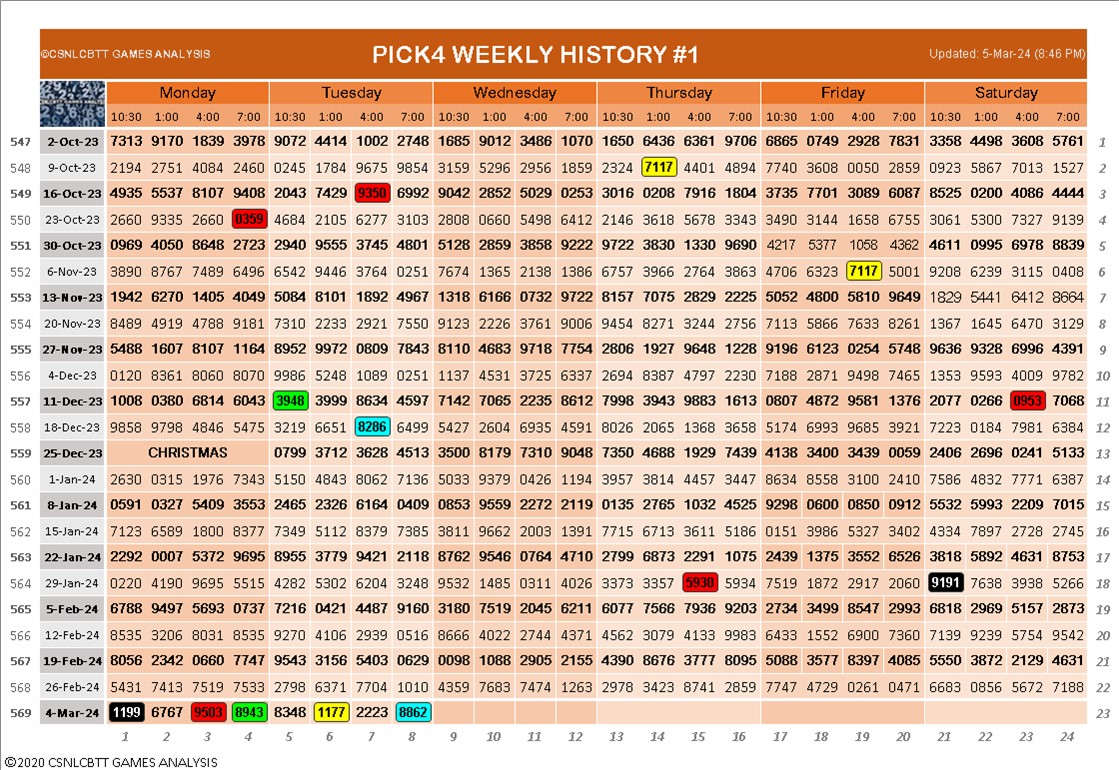 ©CSNLCBTT GAMES ANALYSIS PICK4 WEEKLY HISTORY #1 Updated: 5-Mar-24 (8:46 PM)
CSNLCBTT GAMES ANALYSIS Monday Tuesday Wednesday Thursday Friday Saturday
10:30 1:00 4:00 7:00 10:30 1:00 4:00 7:00 10:30 1:00 4:00 7:00 10:30 1:00 4:00 7:00 10:30 1:00 4:00 7:00 10:30 1:00 4:00 7:00
547 2-Oct-23 7313 9170 1839 3978 9072 4414 1002 2748 1685 9012 3486 1070 1650 6436 6361 9706 6865 0749 2928 7831 3358 4498 3608 5761 1
548 9-Oct-23 2194 2751 4084 2460 0245 1784 9675 9854 3159 5296 2956 1859 2324 7117 4401 4894 7740 3608 0050 2859 0923 5867 7013 1527 2
549 16-Oct-23 4935 5537 8107 9408 2043 7429 9350 6992 9042 2852 5029 0253 3016 0208 7916 1804 3735 7701 3089 6087 8525 0200 4086 4444 3
550 23-Oct-23 2660 9335 2660 0359 4684 2105 6277 3103 2808 0660 5498 6412 2146 3618 5678 3343 3490 3144 1658 6755 3061 5300 7327 9139 4
551 30-Oct-23 0969 4050 8648 2723 2940 9555 3745 4801 5128 2859 3858 9222 9722 3830 1330 9690 4217 5377 1058 4362 4611 0995 6978 8839 5
552 6-Nov-23 3890 8767 7489 6496 6542 9446 3764 0251 7674 1365 2138 1386 6757 3966 2764 3863 4706 6323 7117 5001 9208 6239 3115 0408 6
553 13-Nov-23 1942 6270 1405 4049 5084 8101 1892 4967 1318 6166 0732 9722 8157 7075 2829 2225 5052 4800 5810 9649 1829 5441 6412 8664 7
554 20-Nov-23 8489 4919 4788 9181 7310 2233 2921 7550 9123 2226 3761 9006 9454 8271 3244 2756 7113 5866 7633 8261 1367 1645 6470 3129 8
555 27-Nov-23 5488 1607 8107 1164 8952 9972 0809 7843 8110 4683 9718 7754 2806 1927 9648 1228 9196 6123 0254 5748 9636 9328 6996 4391 9
556 4-Dec-23 0120 8361 8060 8070 9986 5248 1089 0251 1137 4531 3725 6337 2694 8387 4797 2230 7188 2871 9498 7465 1353 9593 4009 9782 10
557 11-Dec-23 1008 0380 6814 6043 3948 3999 8634 4597 7142 7065 2235 8612 7998 3943 9883 1613 0807 4872 9581 1376 2077 0266 0953 7068 11
558 18-Dec-23 9858 9798 4846 5475 3219 6651 8286 6499 5427 2604 6935 4591 8026 2065 1368 3658 5174 6993 9685 3921 7223 0184 7981 6384 12
559 25-Dec-23 CHRISTMAS 0799 3712 3628 4513 3500 8179 7310 9048 7350 4688 1929 7439 4138 3400 3439 0059 2406 2696 0241 5133 13
560 1-Jan-24 2630 0315 1976 7343 5150 4843 8062 7136 5033 9379 0426 1194 3957 3814 4457 3447 8634 8558 3100 2410 7586 4832 7771 6387 14
561 8-Jan-24 0591 0327 5409 3553 2465 2326 6164 0409 0853 9559 2272 2119 0135 2765 1032 4525 9298 0600 0850 0912 5532 5993 2209 7015 15
562 15-Jan-24 7123 6589 1800 8377 7349 5112 8379 7385 3811 9662 2003 1391 7715 6713 3611 5186 0151 3986 5327 3402 4334 7897 2728 2745 16
563 22-Jan-24 2292 0007 5372 9695 8955 3779 9421 2118 8762 9546 0764 4710 2799 6873 2291 1075 2439 1375 3552 6526 3818 5892 4631 8753 17
564 29-Jan-24 0220 4190 9695 5515 4282 5302 6204 3248 9532 1485 0311 4026 3373 3357 5930 5934 7519 1872 2917 2060 9191 7638 3938 5266 18
565 5-Feb-24 6788 9497 5693 0737 7216 0421 4487 9160 3180 7519 2045 6211 6077 7566 7936 9203 2734 3499 8547 2993 6818 2969 5157 2873 19
566 12-Feb-24 8535 3206 8031 8535 9270 4106 2939 0516 8666 4022 2744 4371 4562 3079 4133 9983 6433 1552 6900 7360 7139 9239 5754 9542 20
567 19-Feb-24 8056 2342 0660 7747 9543 3156 5403 0629 0098 1088 2905 2155 4390 8676 3777 8095 5088 3577 8397 4085 5550 3872 2129 4631 21
568 26-Feb-24 5431 7413 7519 7533 2798 6371 7704 1010 4359 7683 7474 1263 2978 3423 8741 2859 7747 4729 0261 0471 6683 0856 5672 7188 22
569 4-Mar-24 1199 6767 9503 8943 8348 1177 2223 8862 23
1 2 3 4 5 6 7 8 9 10 11 12 13 14 15 16 17 18 19 20 21 22 23 24
©2020 CSNLCBTT GAMES ANALYSIS